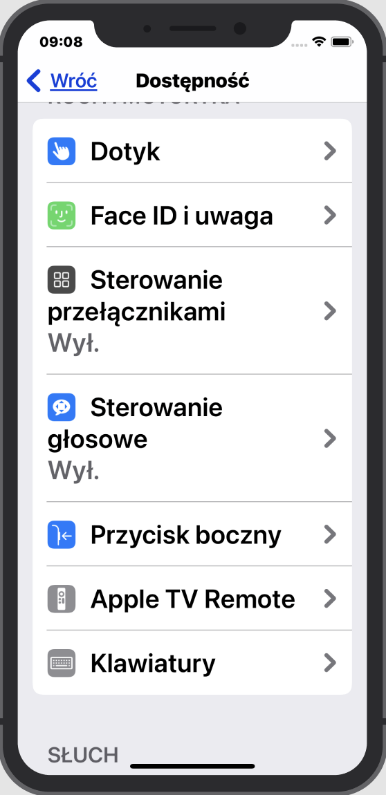 09:08
Wróć
Dostępność
Dotyk
Face ID i uwaga
Sterowanie
przełącznikami
Wył.
Sterowanie
głosowe
Wył.
Przycisk boczny
Apple TV Remote
Klawiatury
SŁUCH